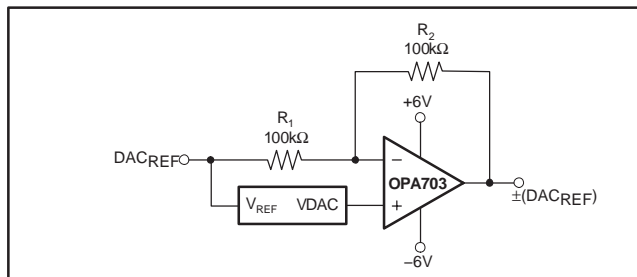 R2
100kΩ
+6V
R1
100kΩ
DACREF
−
OPA703
±(DACREF)
VREF VDAC
+
−6V